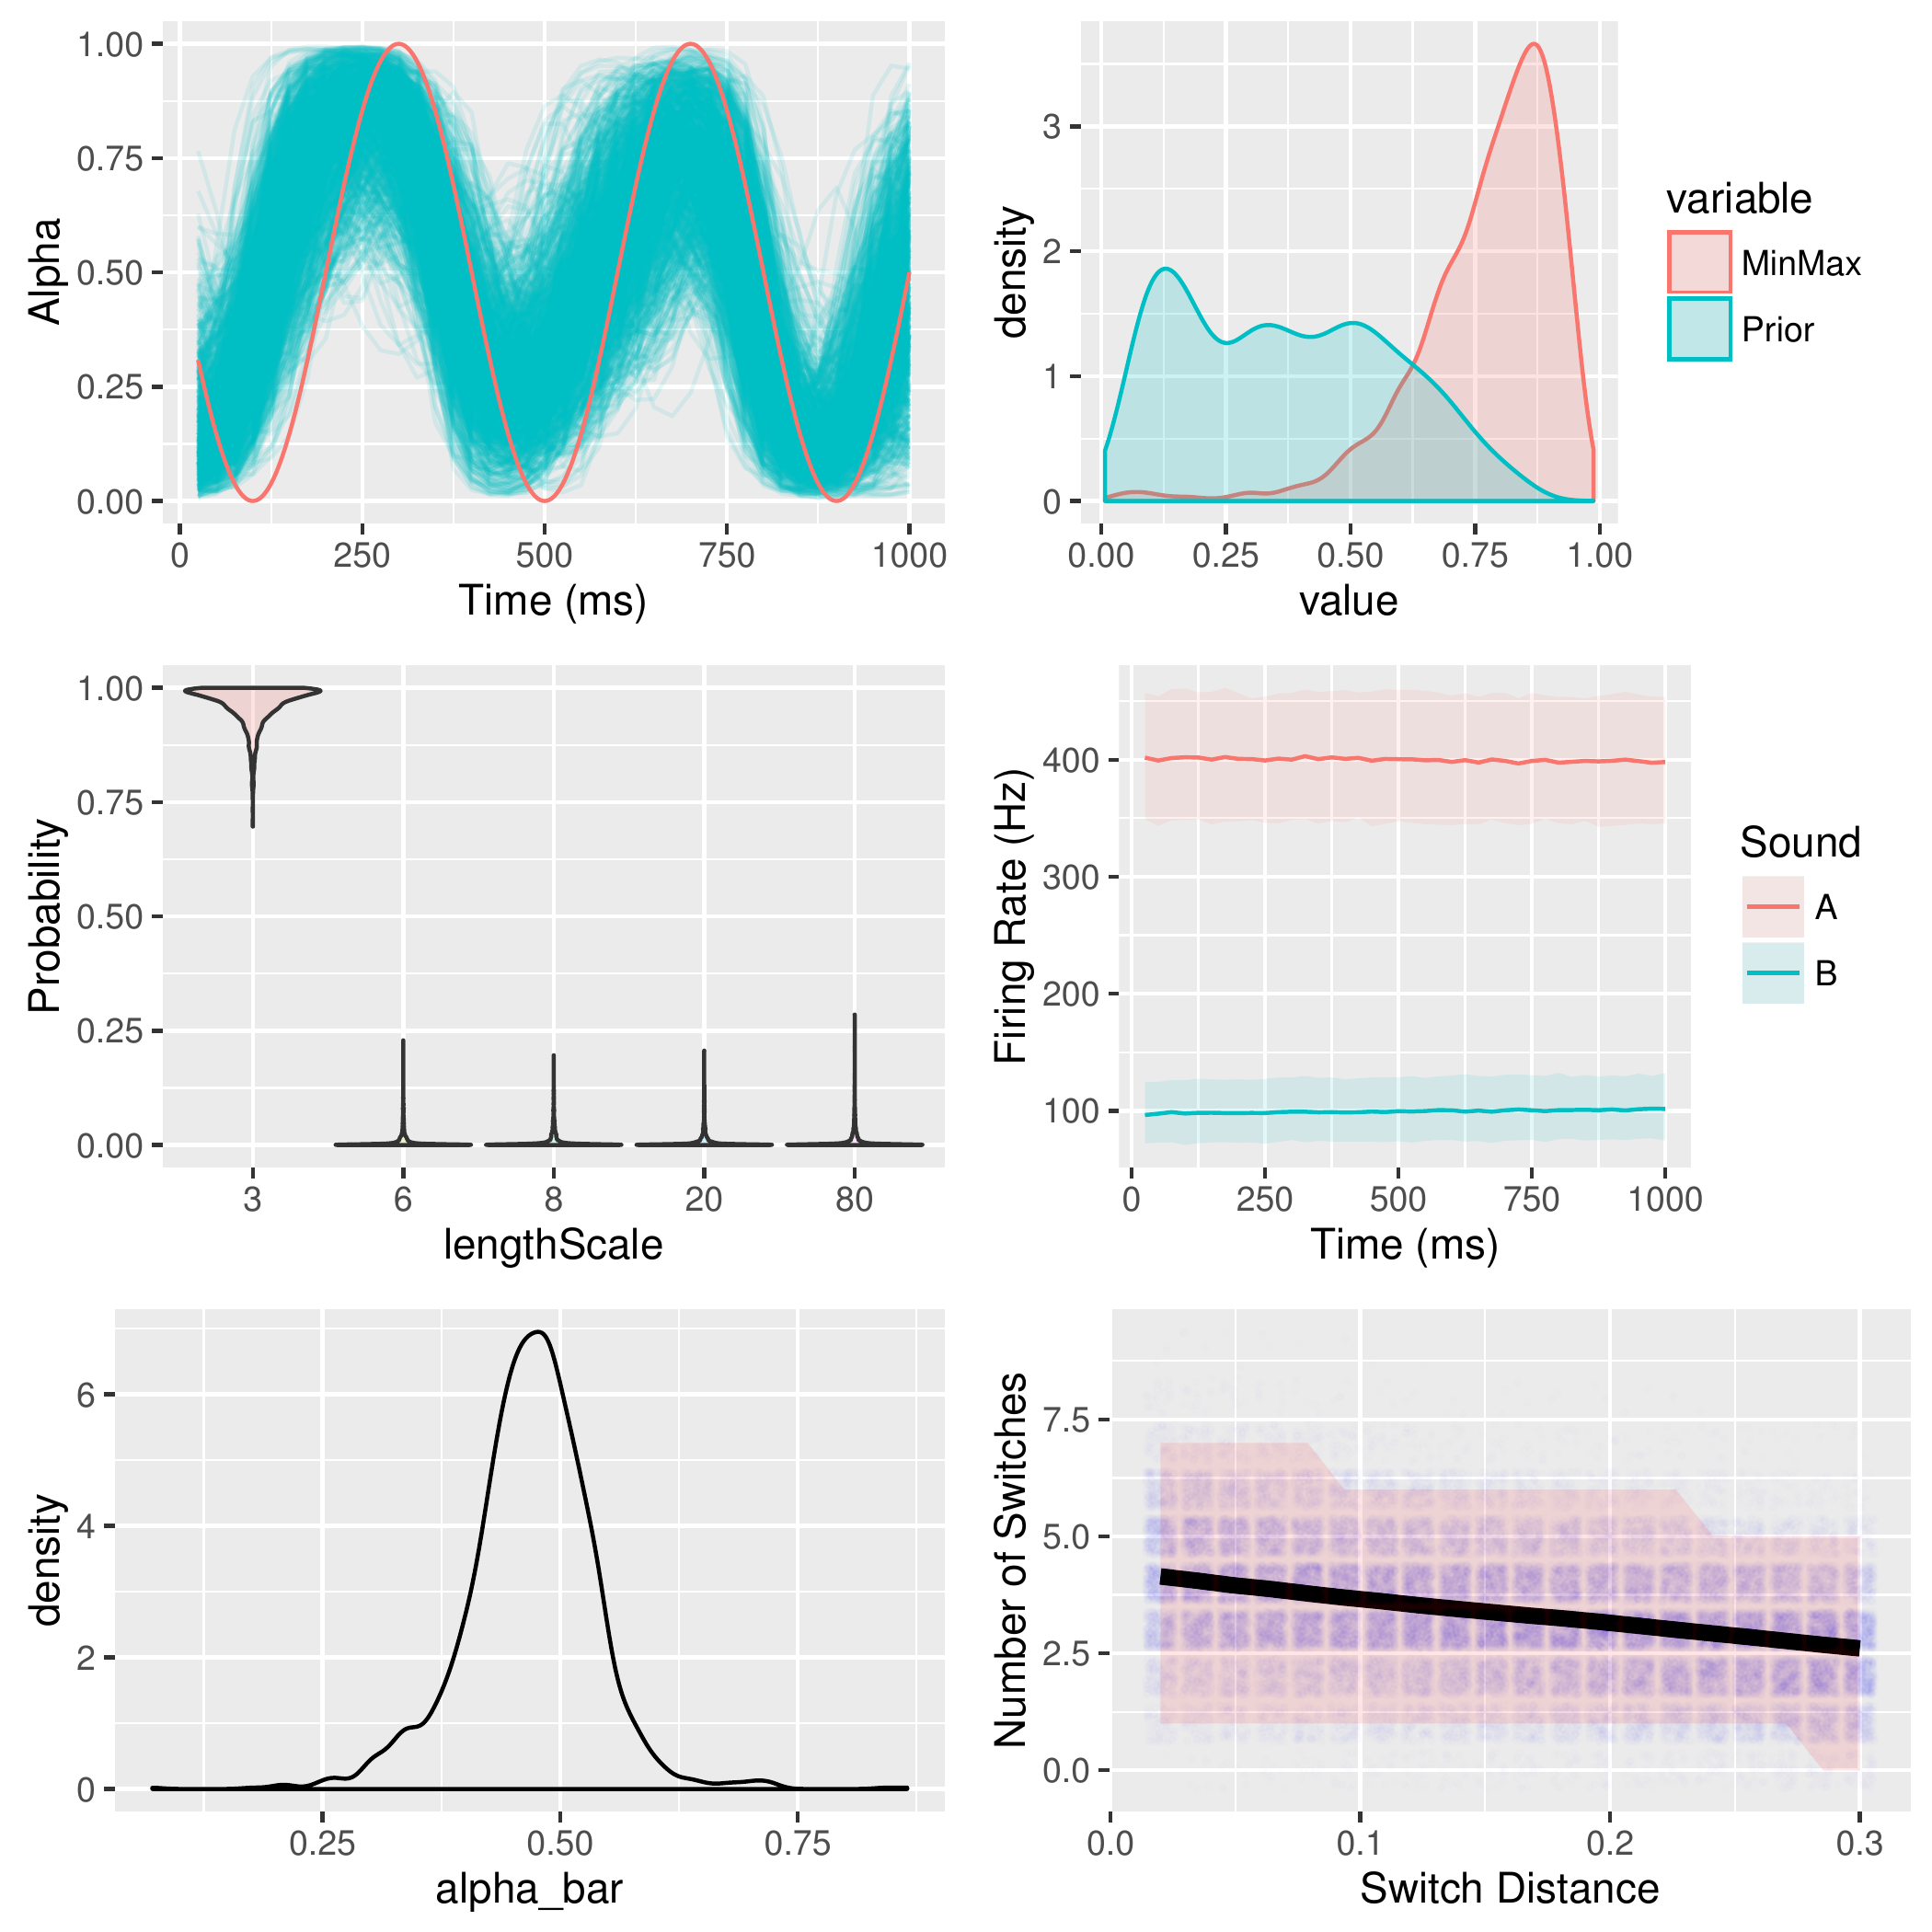 1.00
0.75
0.50
0.25
0.00
Alpha
0
250
500
750
1000
Time (ms)
3
2
1
0
density
0.00
0.25
0.50
0.75
1.00
value
variable
MinMax
Prior
1.00
0.75
0.50
0.25
0.00
Probability
3
6
8
20
80
lengthScale
400
300
200
100
Firing Rate (Hz)
0
250
500
750
1000
Time (ms)
Sound
A
B
6
4
2
0
density
0.25
0.50
0.75
alpha_bar
7.5
5.0
2.5
0.0
Number of Switches
0.0
0.1
0.2
0.3
Switch Distance